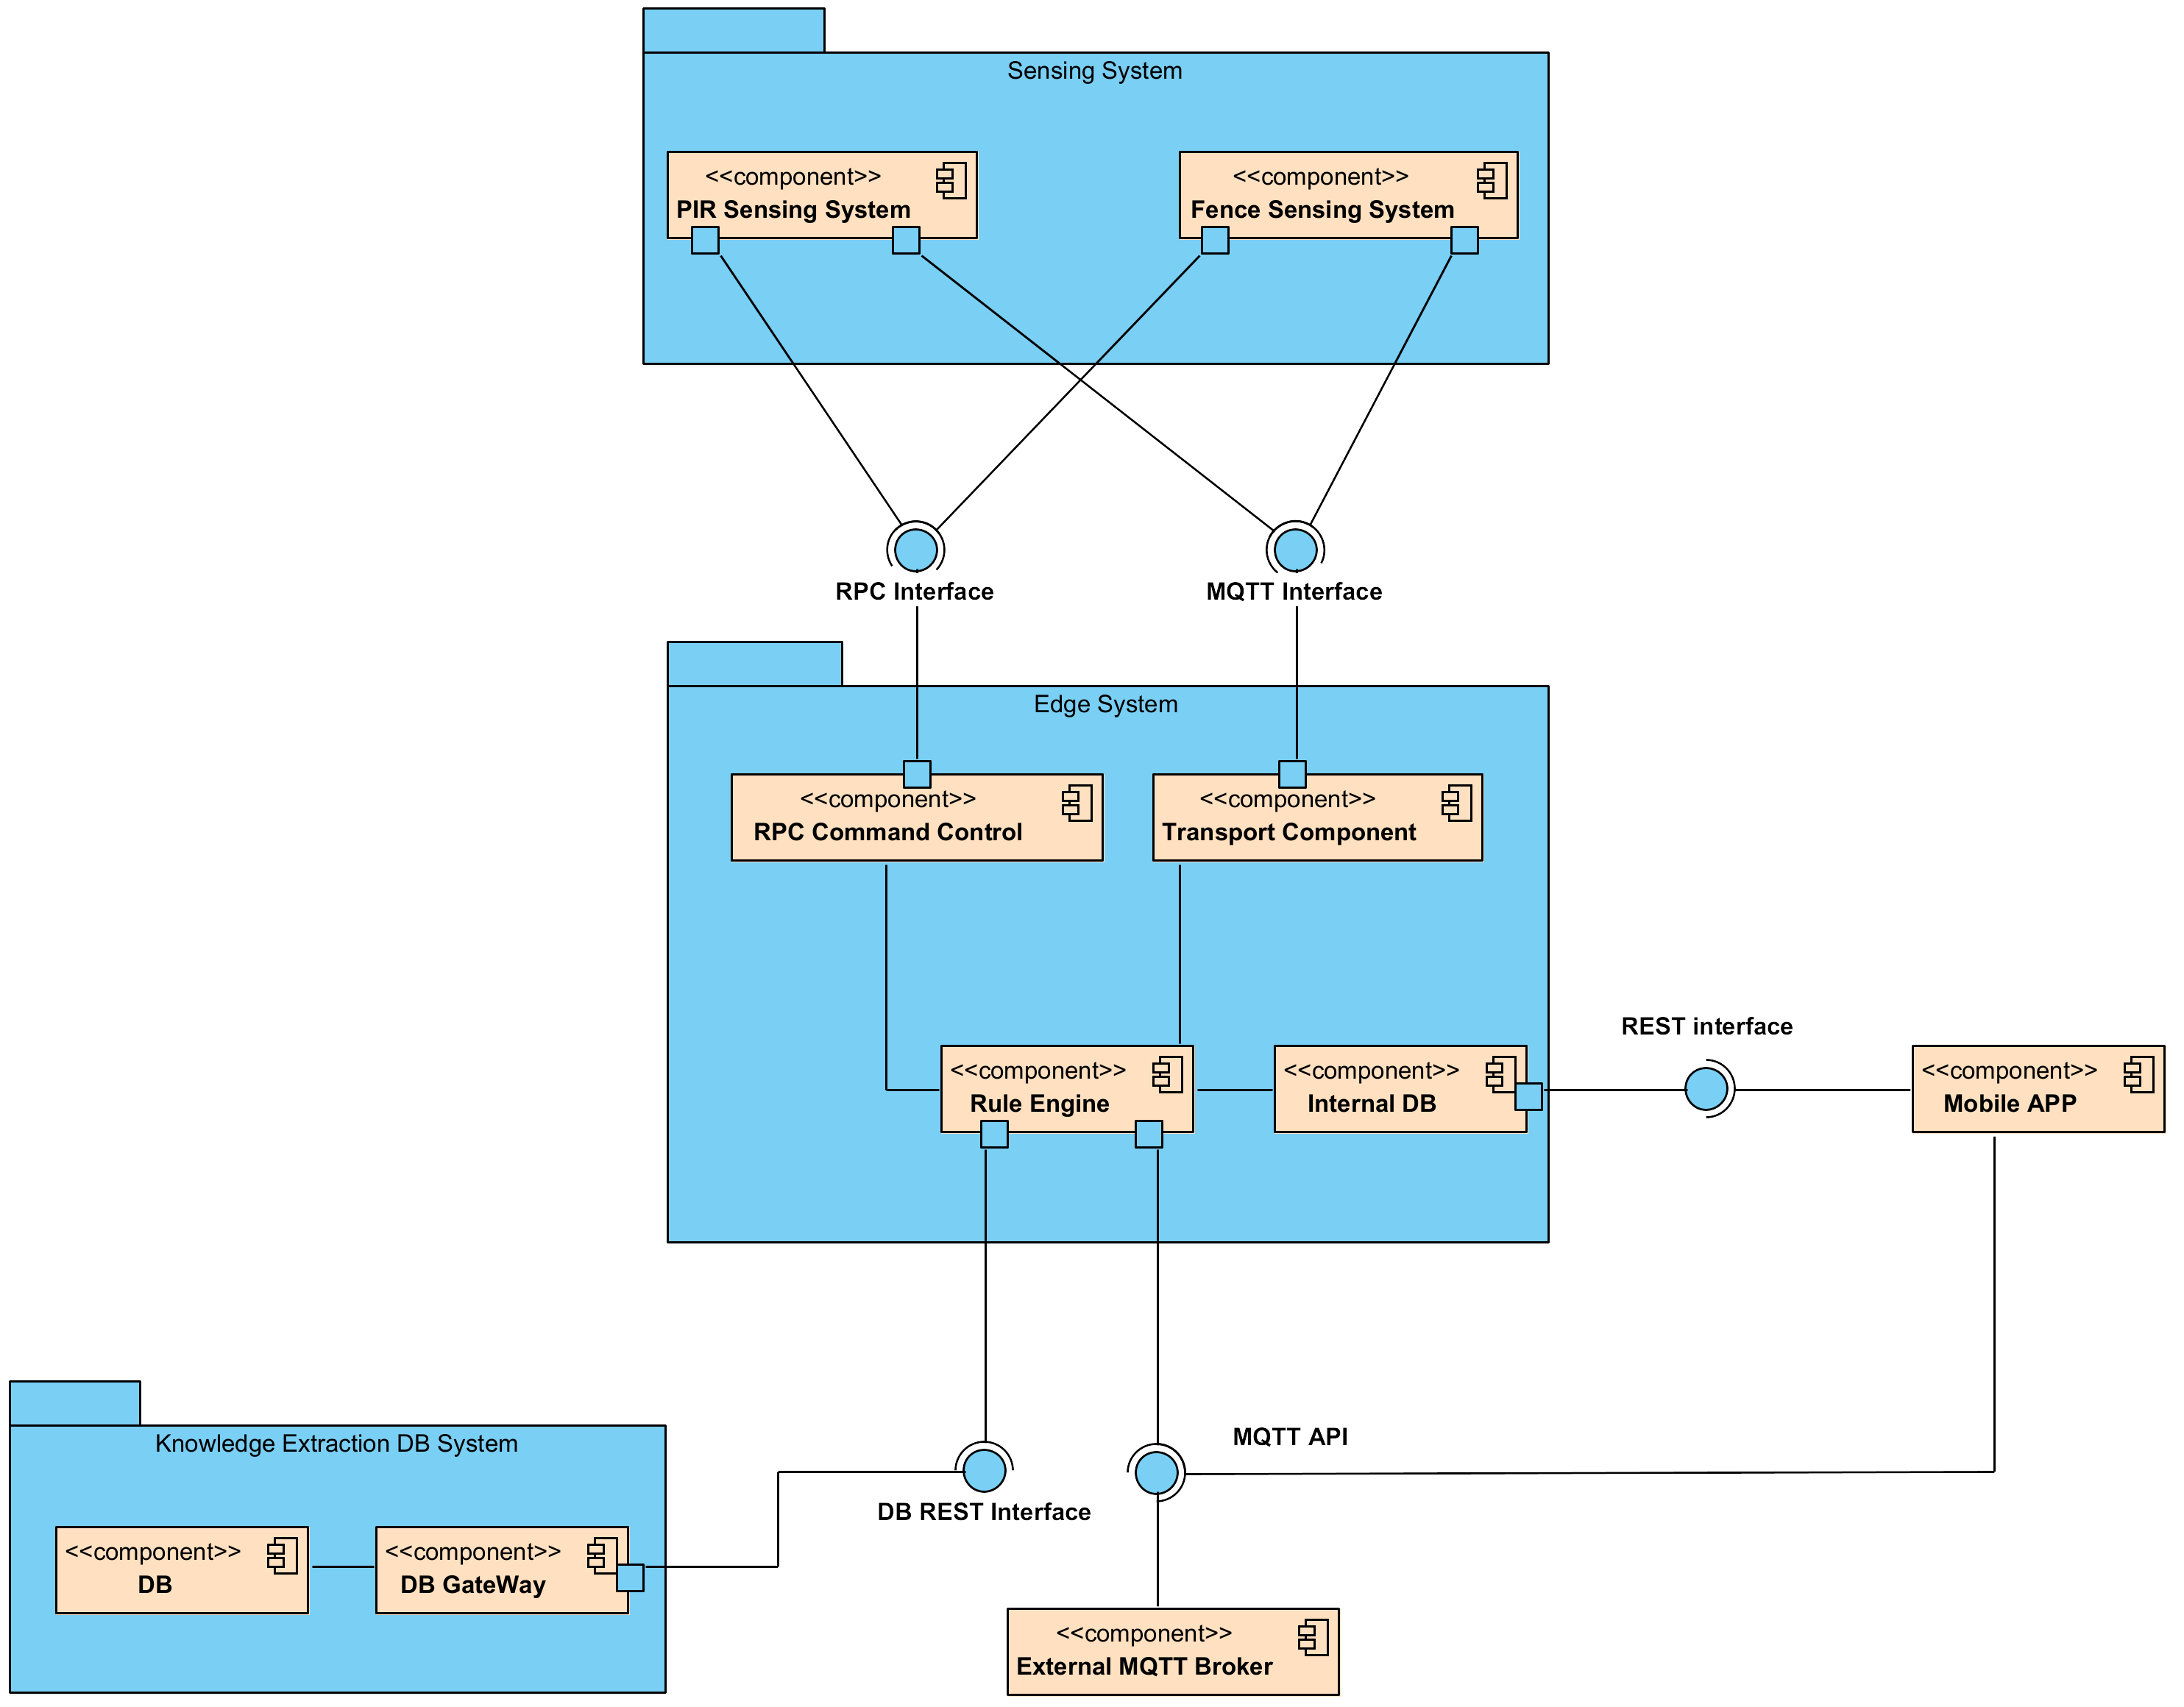 Sensing System
<<component>>
PIR Sensing System
<<component>>
Fence Sensing System
RPC Interface
MQTT Interface
Edge System
<<component>>
RPC Command Control
<<component>>
Transport Component
REST interface
<<component>>
Rule Engine
<<component>>
Internal DB
<<component>>
Mobile APP
MQTT API
Knowledge Extraction DB System
DB REST Interface
<<component>>
DB
<<component>>
DB GateWay
<<component>>
External MQTT Broker